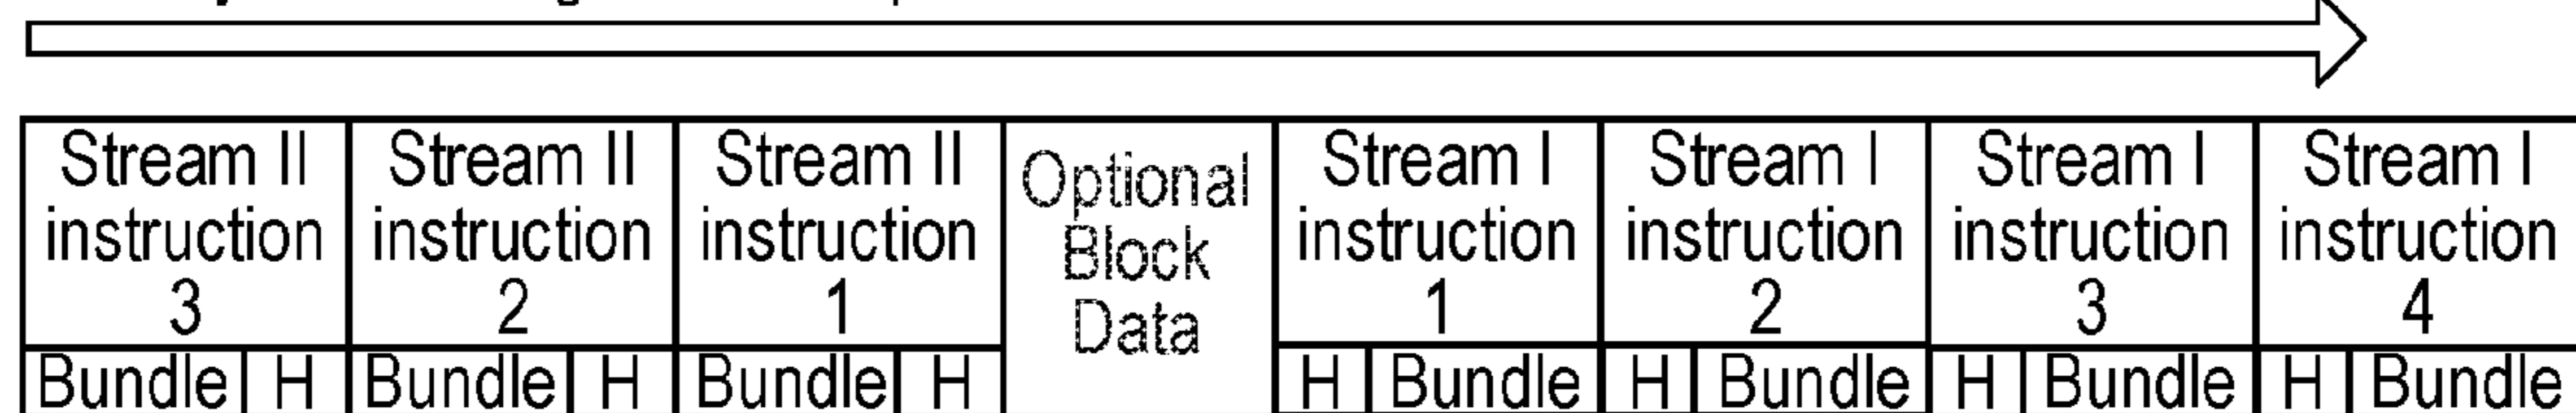 Stream II instruction 3
Stream II instruction 2
Stream II instruction 1
Optional Block Data
Stream I instruction 1
Stream I instruction 2
Stream I instruction 3
Stream I instruction 4
Bundle H Bundle H Bundle H H Bundle H Bundle H Bundle H Bundle